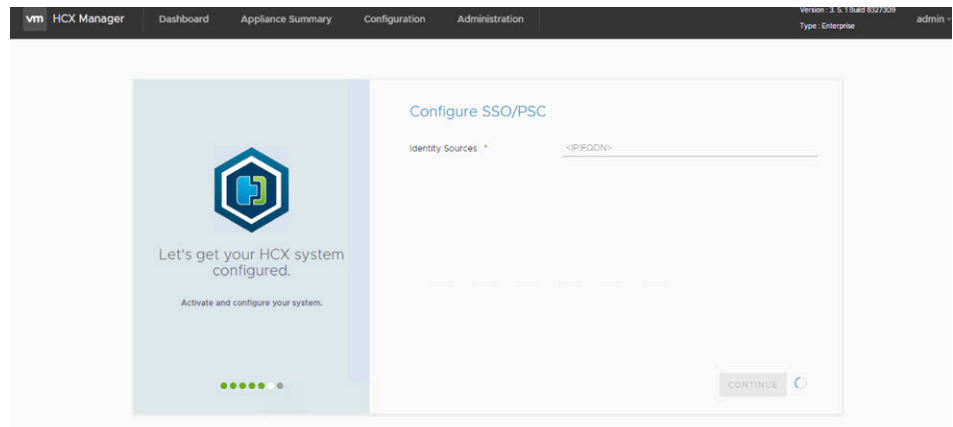 Version : 3. 5. 1 Build 8327309
vm HCX Manager Dashboard Appliance Summary Configuration Administration admin
Type : Enterprise
Configure SSO/PSC
Identity Sources * <IP|FQDN>
Let's get your HCX system
configured.
Activate and configure your system.
CONTINUE